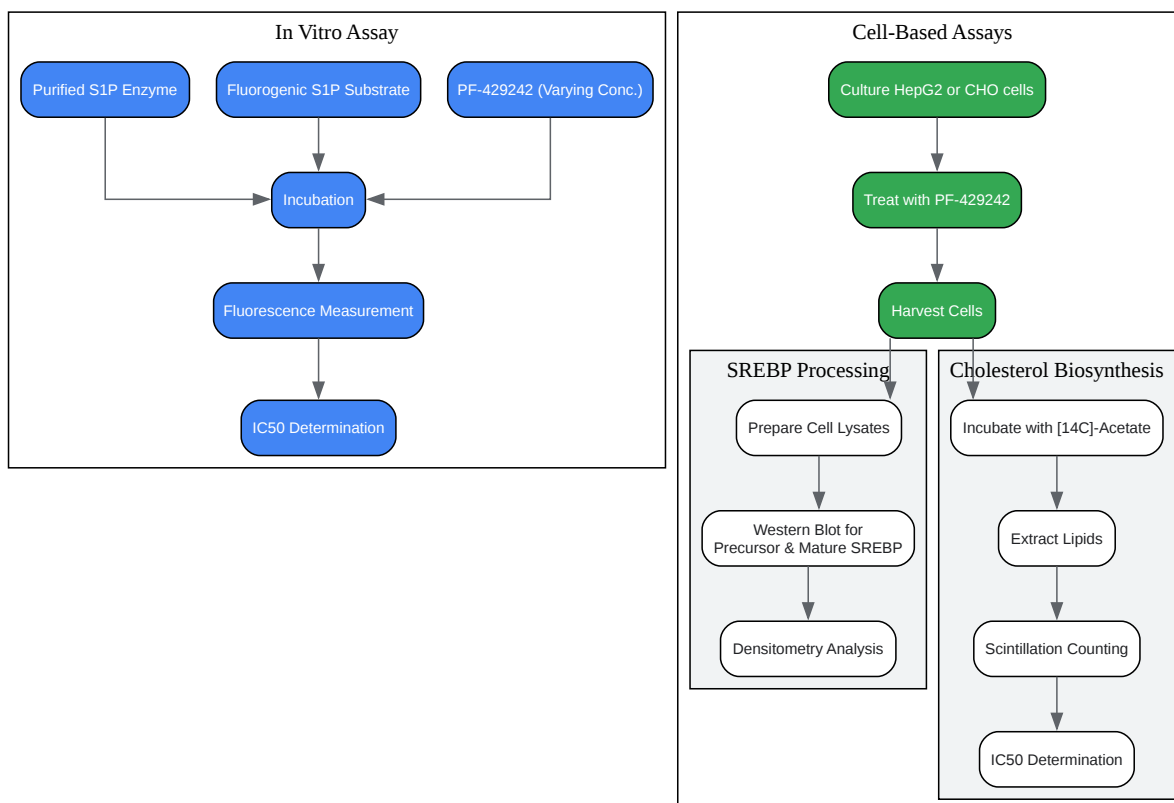 In Vitro Assay
Purified S1P Enzyme
Fluorogenic S1P Substrate
PF-429242 (Varying Conc.)
Incubation
Fluorescence Measurement
IC50 Determination
Cell-Based Assays
Culture HepG2 or CHO cells
Treat with PF-429242
Harvest Cells
SREBP Processing
Prepare Cell Lysates
Western Blot for
Precursor & Mature SREBP
Densitometry Analysis
Cholesterol Biosynthesis
Incubate with [14C]-Acetate
Extract Lipids
Scintillation Counting
IC50 Determination